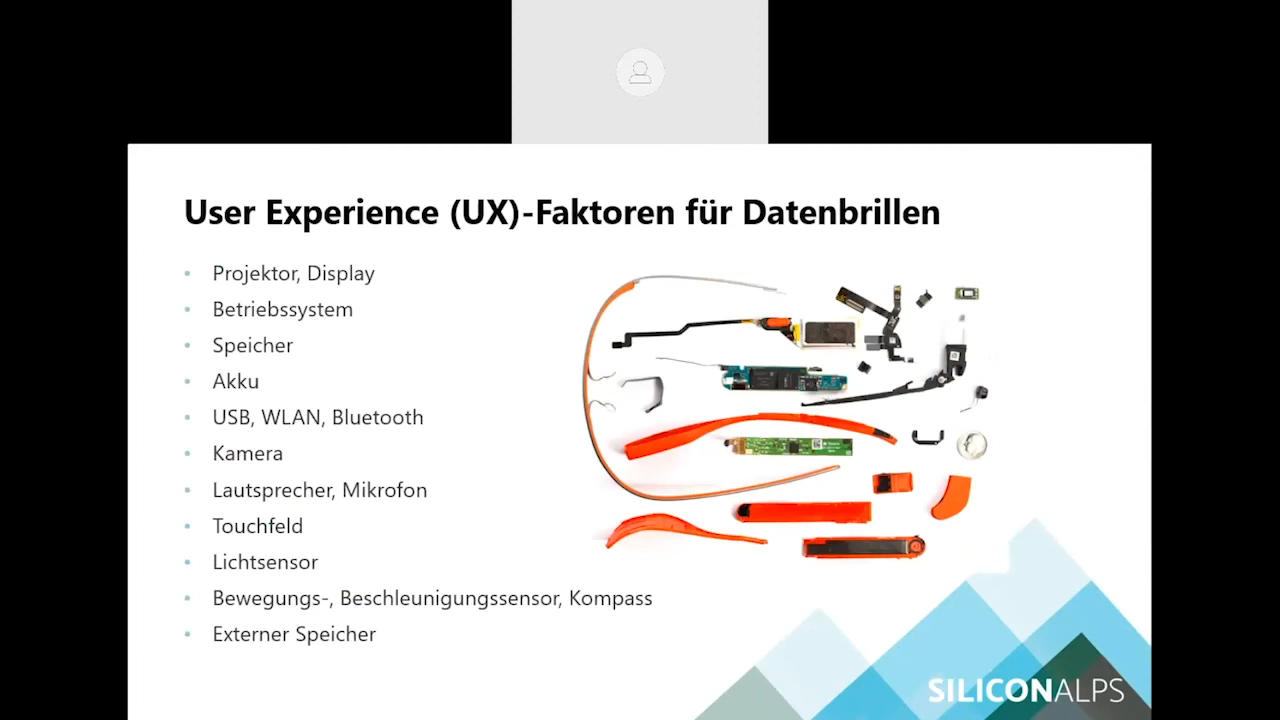 User Experience (UX)-Faktoren für Datenbrillen
• Projektor, Display
• Betriebssystem
• Speicher
• Akku
• USB, WLAN, Bluetooth
• Kamera
• Lautsprecher, Mikrofon
• Touchfeld
• Lichtsensor
• Bewegungs-, Beschleunigungssensor, Kompass
• Externer Speicher
SILICONALPS